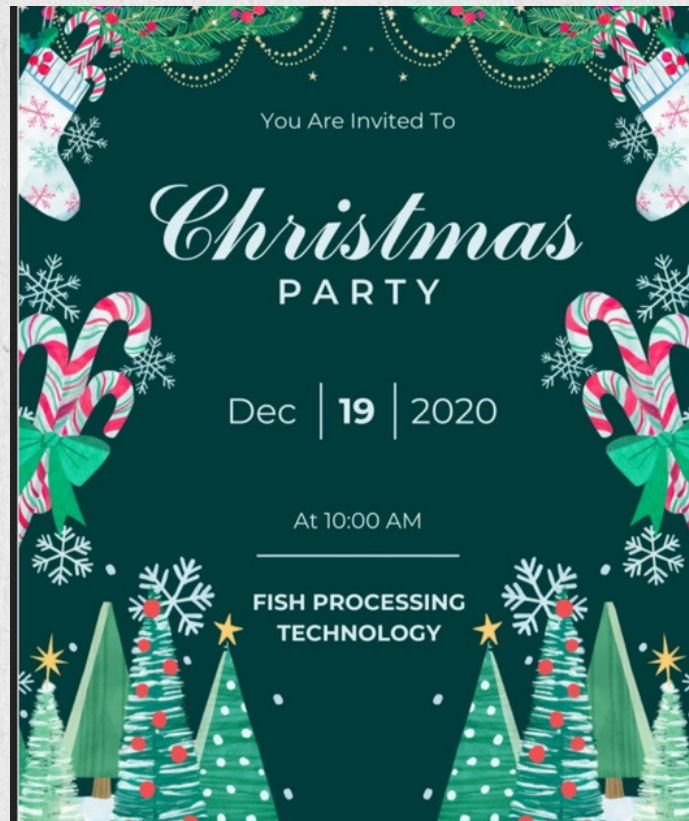 You Are Invited To
Christmas
PARTY
Dec | 19 | 2020
At 10:00 AM
FISH PROCESSING
TECHNOLOGY